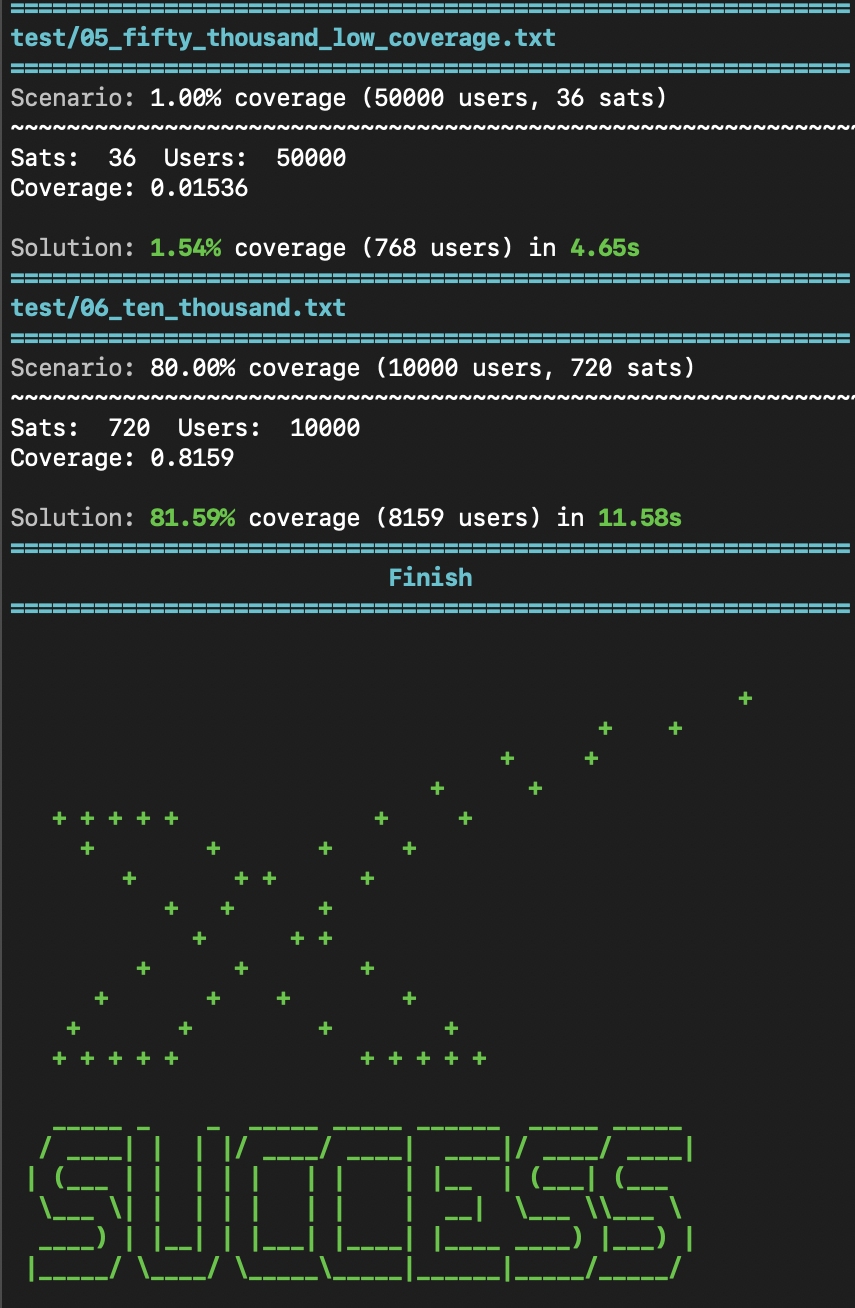 test/05_fifty_thousand_low_coverage.txt
Scenario: 1.00% coverage (50000 users, 36 sats)
Sats:  36  Users:  50000
Coverage: 0.01536
Solution: 1.54% coverage (768 users) in 4.65s
test/06_ten_thousand.txt
Scenario: 80.00% coverage (10000 users, 720 sats)
Sats:  720  Users:  10000
Coverage: 0.8159
Solution: 81.59% coverage (8159 users) in 11.58s
Finish
X
SUCCESS